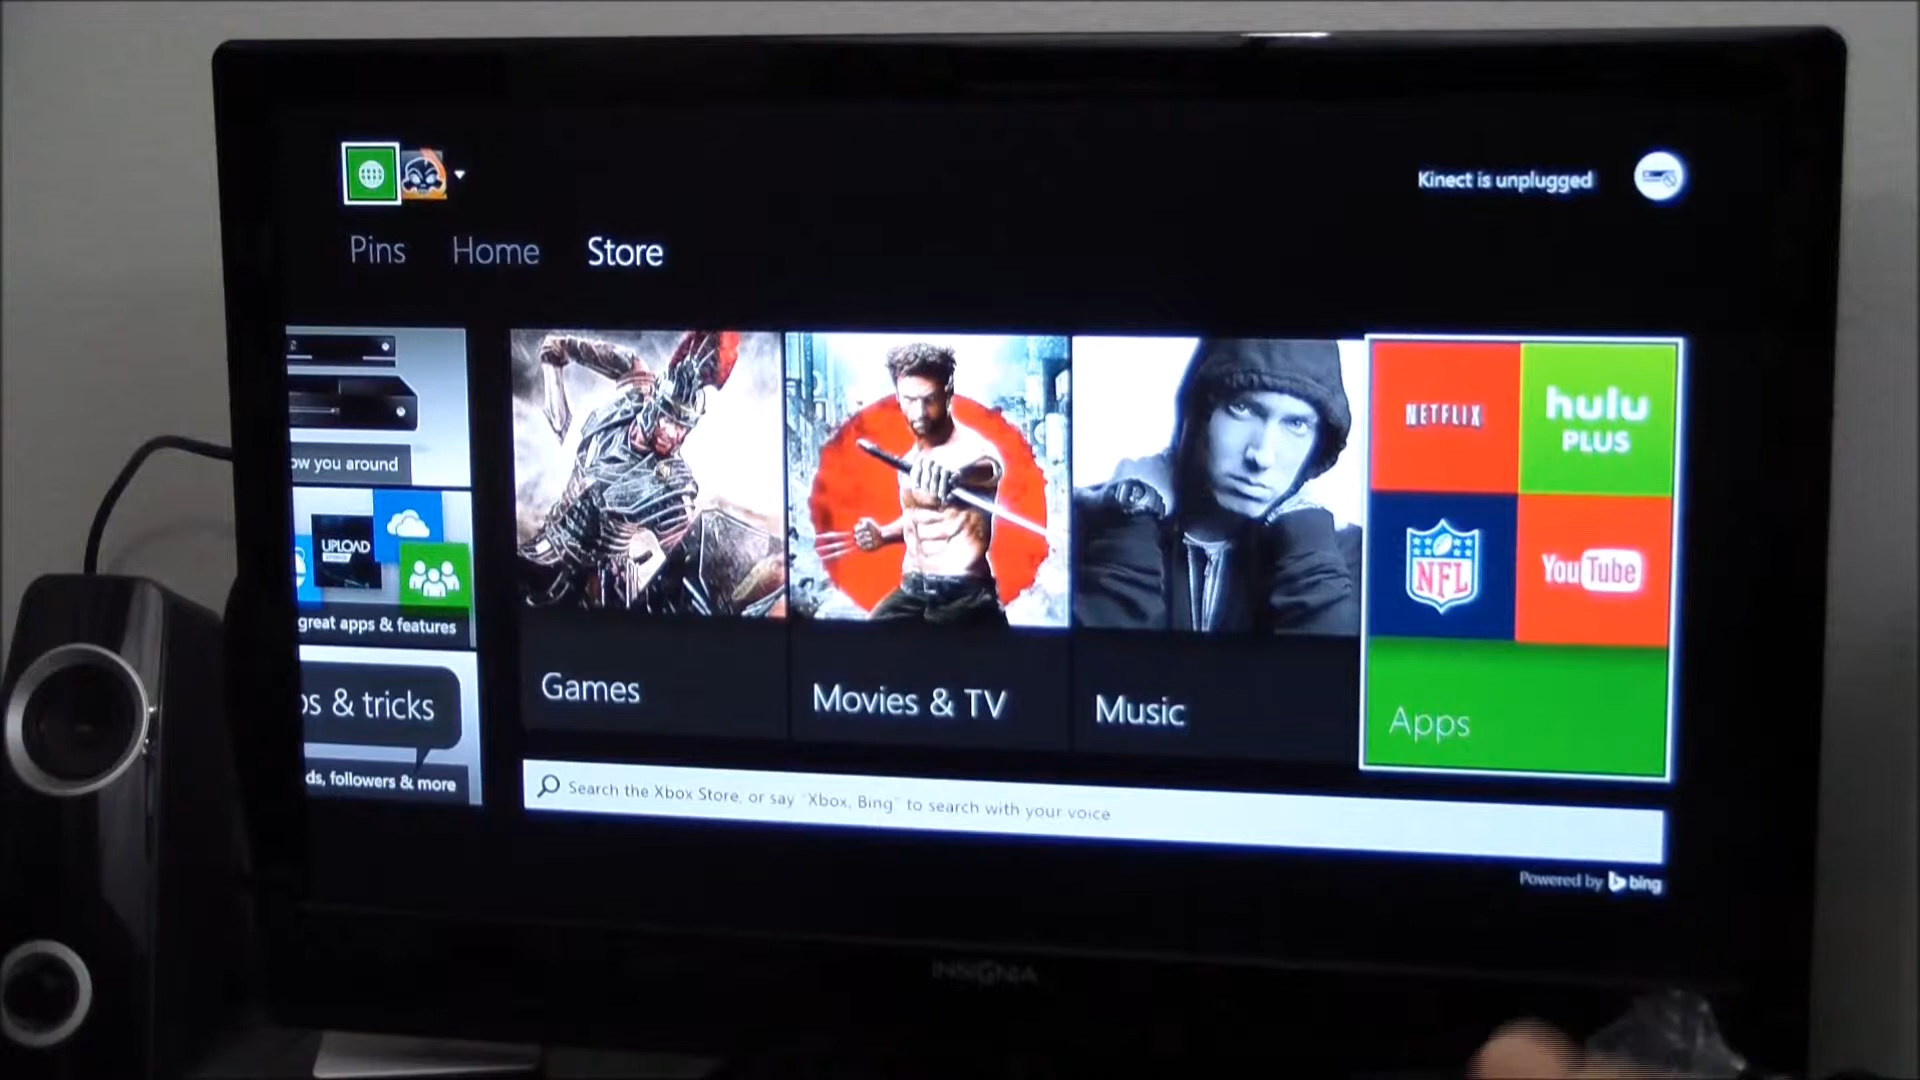 Kinect is unplugged
Pins Home Store
ow you around
UPLOAD
great apps & features
os & tricks
ds, followers & more
Games
Movies & TV
Music
NETFLIX
hulu
PLUS
NFL
YouTube
Apps
Search the Xbox Store, or say "Xbox, Bing" to search with your voice
Powered by bing
INSIGNIA